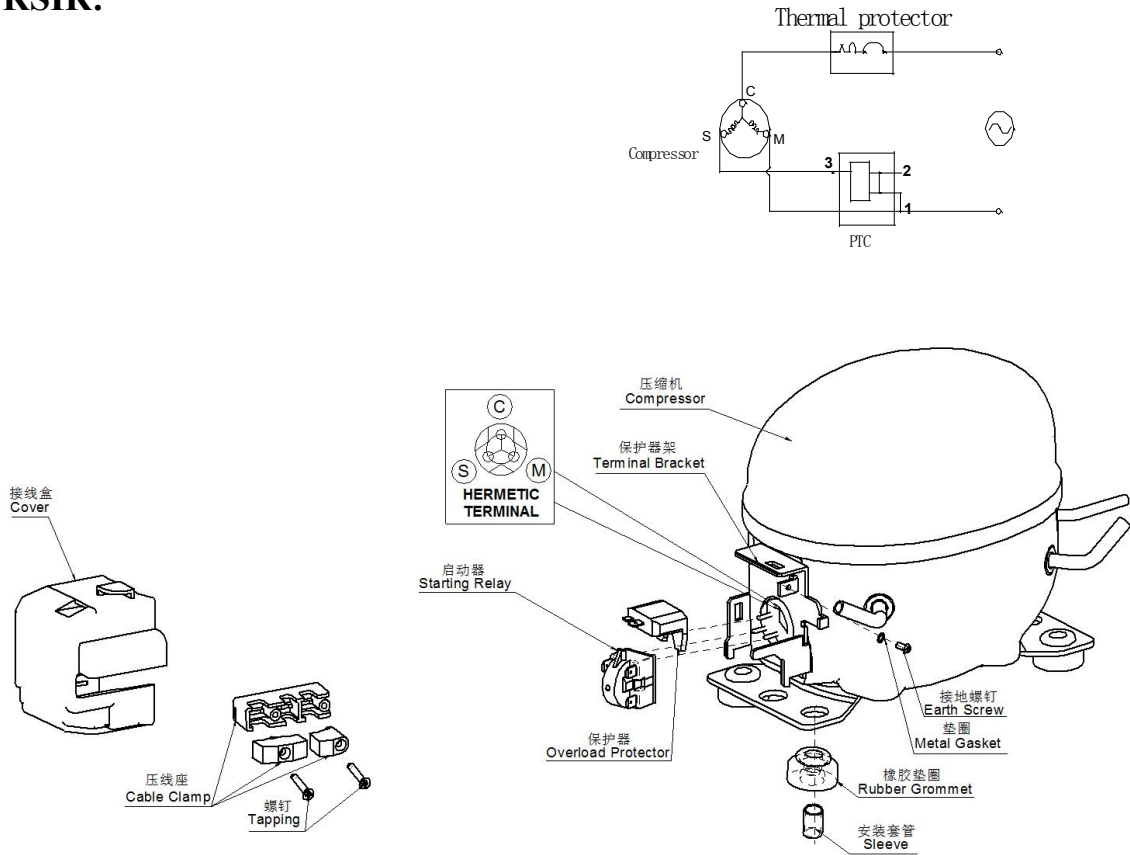 RSIR:
Thermal protector
C
S
M
Compressor
3
2
1
PTC
压缩机
Compressor
C
保护器架
Terminal Bracket
S
M
HERMETIC
TERMINAL
接线盒
Cover
启动器
Starting Relay
接地螺钉
Earth Screw
垫圈
Metal Gasket
保护器
Overload Protector
压线座
Cable Clamp
橡胶垫圈
Rubber Grommet
螺钉
Tapping
安装套管
Sleeve